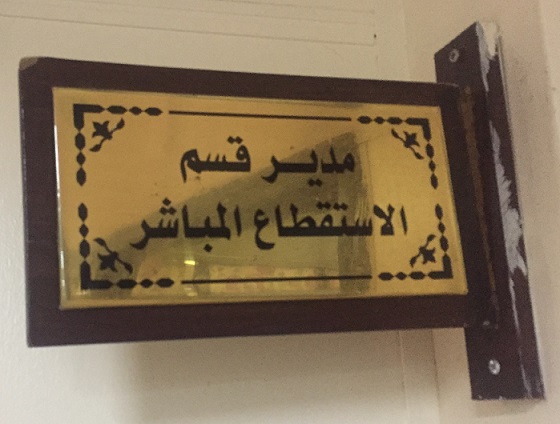 مدير قسم
الاستقطاع المباشر